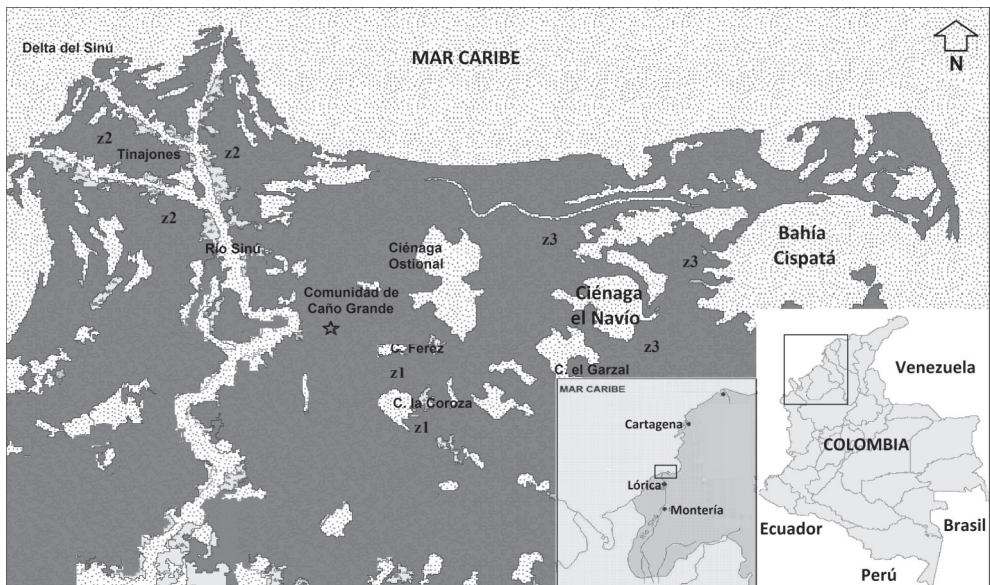 Delta del Sinú
MAR CARIBE
N
z2
Tinajones
z2
z2
Río Sinú
z3
Bahía
Cispatá
z3
Ciénaga
Ostional
Comunidad de
Caño Grande
Ciénaga
el Navío
C. Ferez
z3
z1
C. el Garzal
C. la Coroza
z1
MAR CARIBE
Cartagena
Lórica
Montería
Venezuela
COLOMBIA
Ecuador
Brasil
Perú